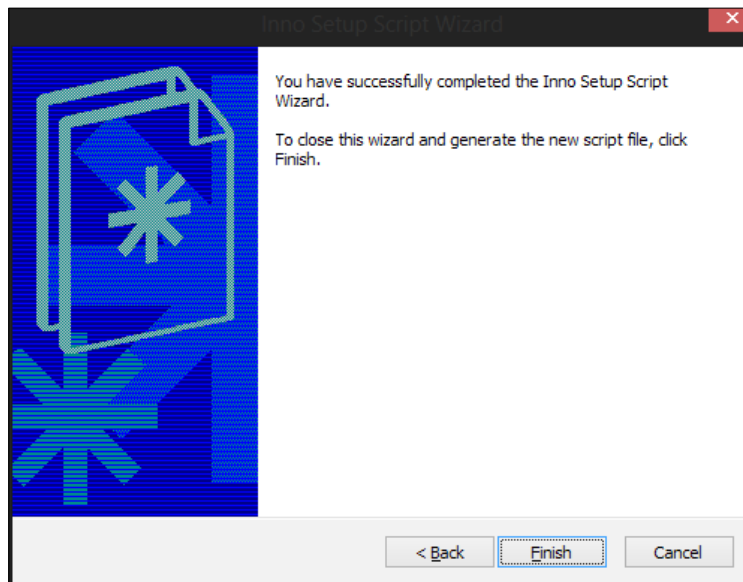 Inno Setup Script Wizard
You have successfully completed the Inno Setup Script
Wizard.
To close this wizard and generate the new script file, click
Finish.
< Back
Finish
Cancel